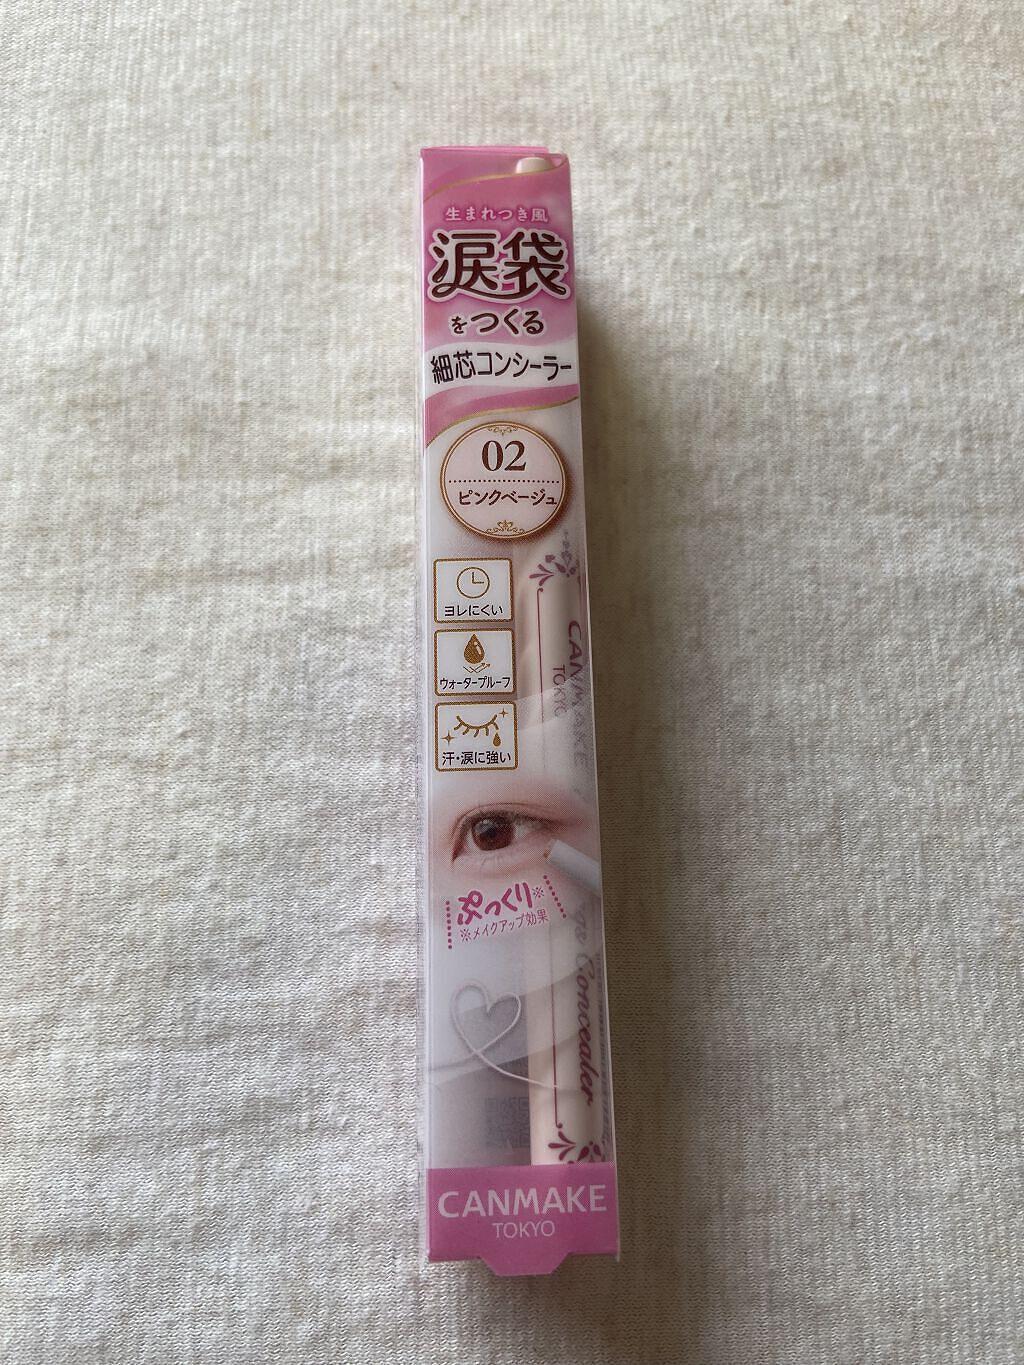 生まれつき風
涙袋
をつくる
細芯コンシーラー
02
ピンクベージュ
ヨレにくい
ウォータープルーフ
汗・涙に強い
CANMAKE
TOKYO
ぷっくり※
※メイクアップ効果
Concealer
CANMAKE
TOKYO